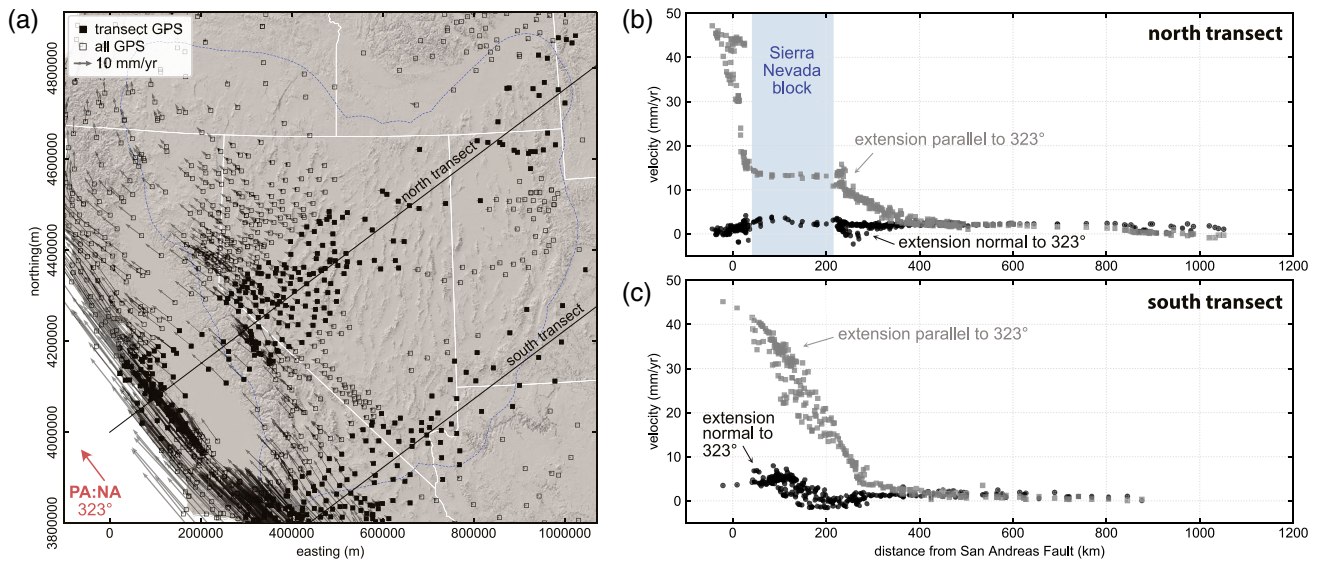 (a)
transect GPS
all GPS
10 mm/yr
north transect
south transect
PA:NA
323°
northing(m)
4800000
4600000
4400000
4200000
4000000
3800000
0
200000
400000
600000
800000
1000000
easting (m)
(b)
north transect
Sierra
Nevada
block
extension parallel to 323°
extension normal to 323°
velocity (mm/yr)
50
40
30
20
10
0
0
200
400
600
800
1000
1200
(c)
south transect
extension parallel to 323°
extension
normal to
323°
velocity (mm/yr)
50
40
30
20
10
0
0
200
400
600
800
1000
1200
distance from San Andreas Fault (km)